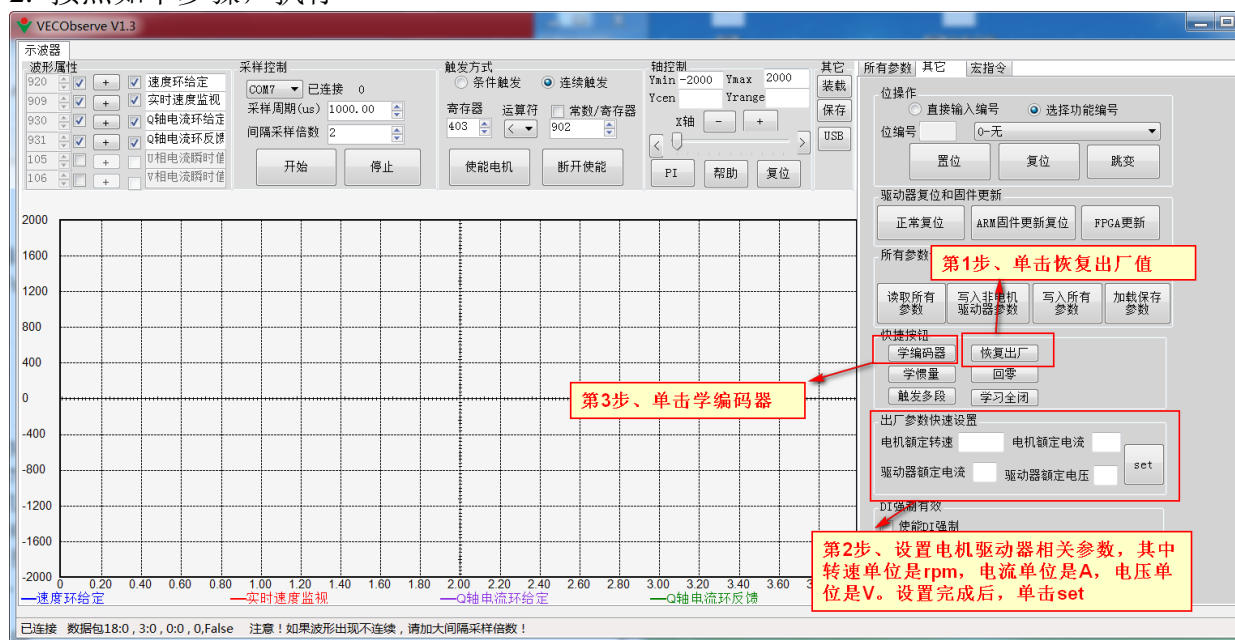 2. 按照如下步骤，执行
VECObserve V1.3
示波器
波形属性
920 + 速度环给定
909 + 实时速度监视
930 + Q轴电流环给定
931 + Q轴电流环反馈
105 + U相电流瞬时值
106 + V相电流瞬时值
采样控制
COM7 已连接 0
采样周期(us) 1000.00
间隔采样倍数 2
开始 停止
触发方式
条件触发 连续触发
寄存器 运算符 常数/寄存器
403 < 902
使能电机 断开使能
轴控制
Ymin -2000 Ymax 2000
Ycen Yrange
X轴 - +
< >
PI 帮助 复位
其它
装载
保存
USB
所有参数 其它 宏指令
位操作
直接输入编号 选择功能编号
位编号 0-无
置位 复位 跳变
驱动器复位和固件更新
正常复位 ARM固件更新复位 FPGA更新
所有参数
第1步、单击恢复出厂值
读取所有参数 写入非电机驱动器参数 写入所有参数 加载保存参数
快捷按钮
学编码器 恢复出厂
学惯量 回零
触发多段 学习全闭
第3步、单击学编码器
出厂参数快速设置
电机额定转速 电机额定电流
驱动器额定电流 驱动器额定电压 set
DI强制有效
使能DI强制
第2步、设置电机驱动器相关参数，其中
转速单位是rpm，电流单位是A，电压单
位是V。设置完成后，单击set
2000
1600
1200
800
400
0
-400
-800
-1200
-1600
-2000
0 0.20 0.40 0.60 0.80 1.00 1.20 1.40 1.60 1.80 2.00 2.20 2.40 2.60 2.80 3.00 3.20 3.40 3.60
速度环给定 实时速度监视 Q轴电流环给定 Q轴电流环反馈
已连接 数据包18:0 , 3:0 , 0:0 , 0,False 注意！如果波形出现不连续，请加大间隔采样倍数！